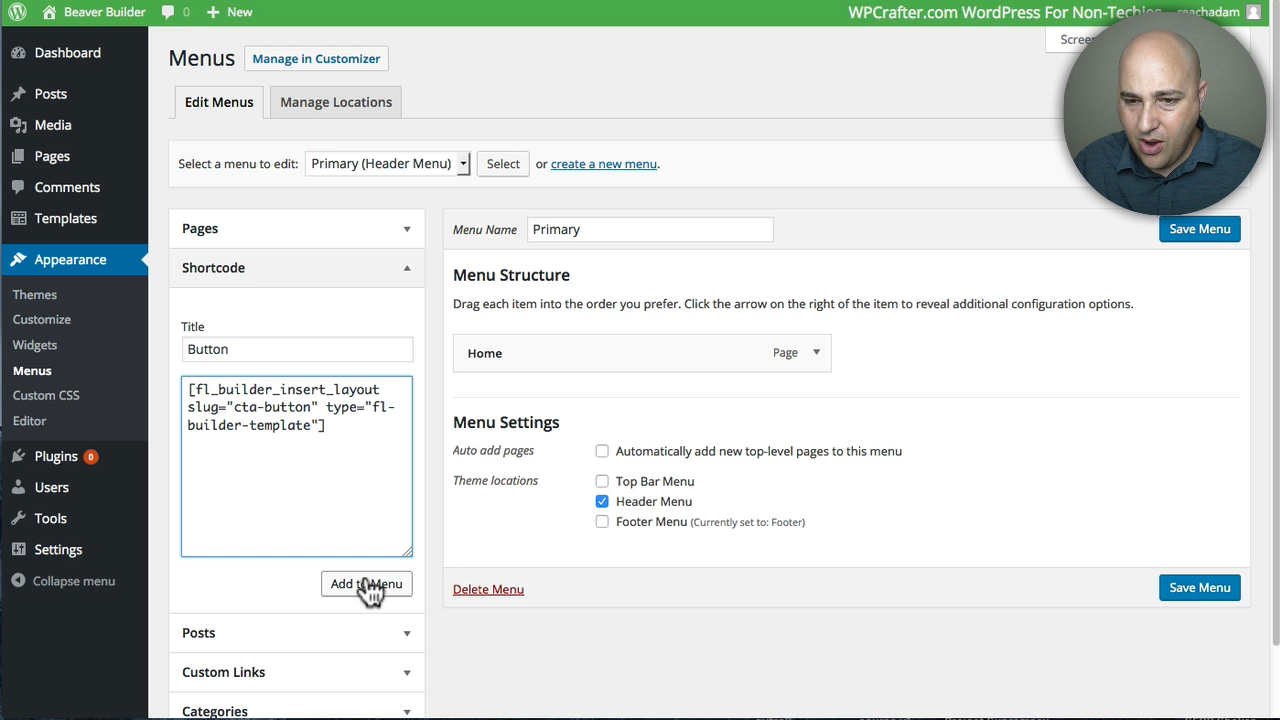 Beaver Builder
0
New
WPCrafter.com WordPress For Non-Techies
reachadam
Dashboard
Posts
Media
Pages
Comments
Templates
Appearance
Themes
Customize
Widgets
Menus
Custom CSS
Editor
Plugins 0
Users
Tools
Settings
Collapse menu
Menus
Manage in Customizer
Edit Menus
Manage Locations
Select a menu to edit: Primary (Header Menu) Select or create a new menu.
Pages
Shortcode
Title
Button
[fl_builder_insert_layout
slug="cta-button" type="fl-
builder-template"]
Add to Menu
Posts
Custom Links
Categories
Menu Name Primary
Save Menu
Menu Structure
Drag each item into the order you prefer. Click the arrow on the right of the item to reveal additional configuration options.
Home Page
Menu Settings
Auto add pages
Automatically add new top-level pages to this menu
Theme locations
Top Bar Menu
Header Menu
Footer Menu (Currently set to: Footer)
Delete Menu
Save Menu